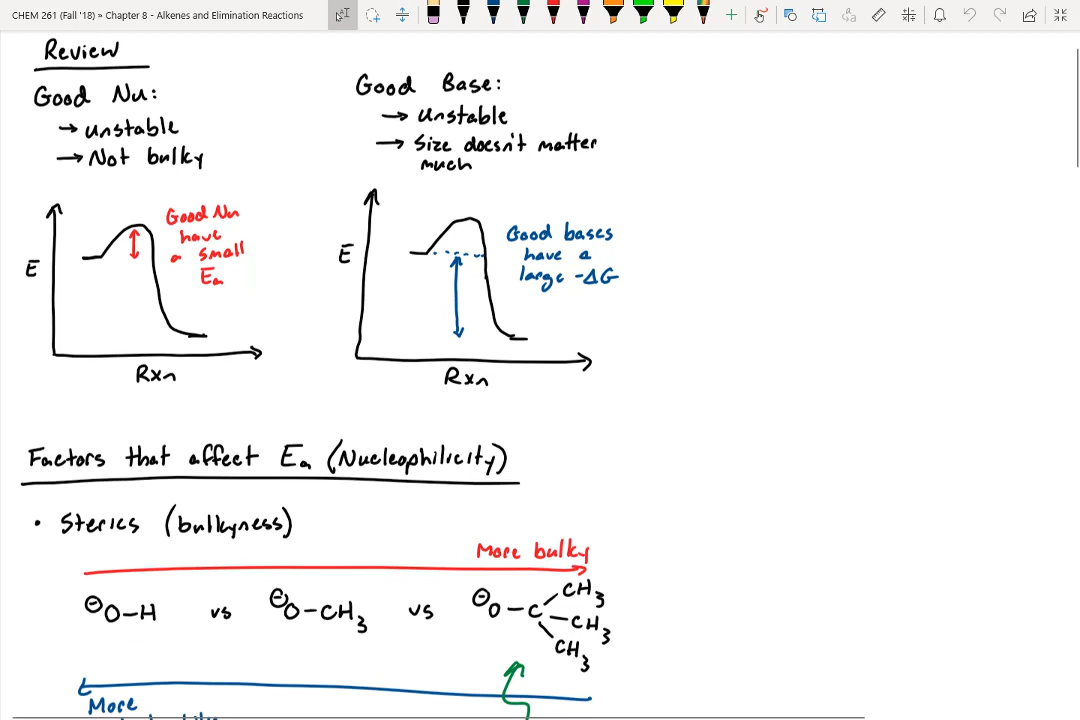 CHEM 261 (Fall '18) » Chapter 8 - Alkenes and Elimination Reactions
Review
Good Nu:
→ unstable
→ Not bulky
Good Base:
→ unstable
→ Size doesn't matter
much
E
Good Nu
have
a small
Ea
Rxn
E
Good bases
have a
large -ΔG
Rxn
Factors that affect Ea (Nucleophilicity)
• Sterics (bulkyness)
More bulky
⊖O-H vs ⊖O-CH3 vs ⊖O-C
CH3
CH3
CH3
More